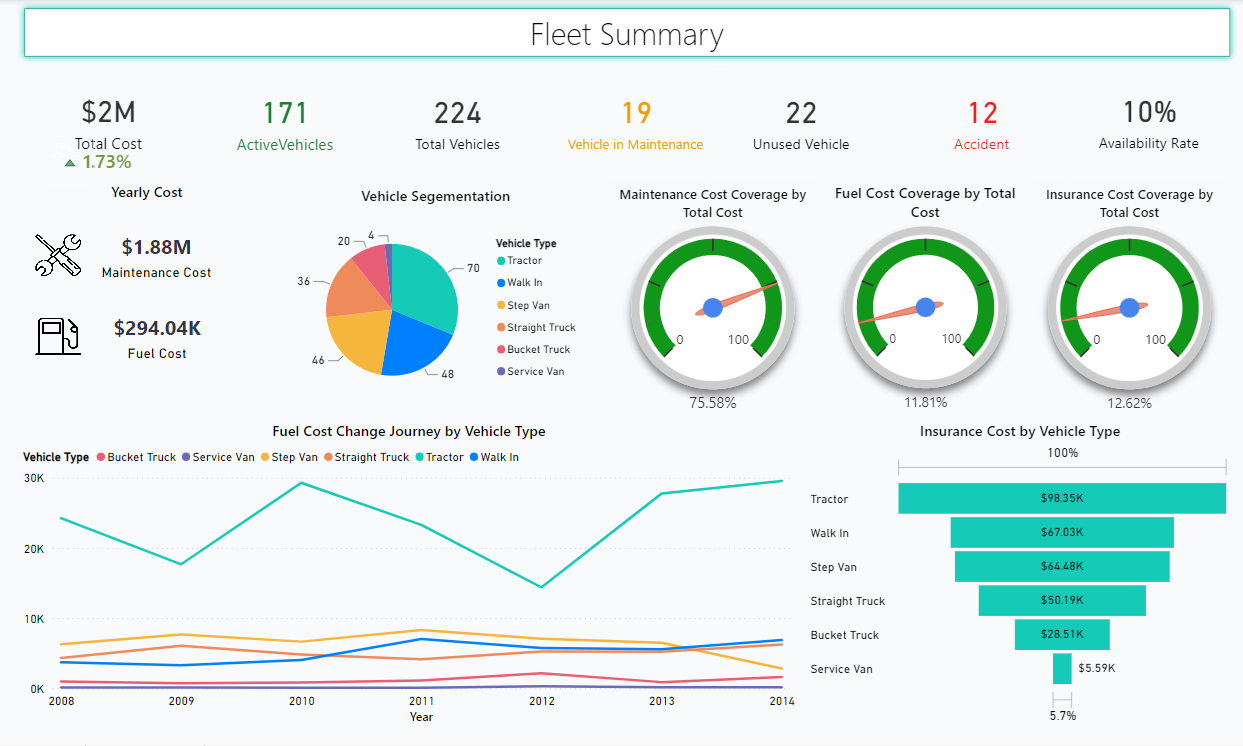 Fleet Summary
$2M
Total Cost
1.73%
171
ActiveVehicles
224
Total Vehicles
19
Vehicle in Maintenance
22
Unused Vehicle
12
Accident
10%
Availability Rate
Yearly Cost
$1.88M
Maintenance Cost
$294.04K
Fuel Cost
Vehicle Segementation
4
20
36
46
48
70
Vehicle Type
Tractor
Walk In
Step Van
Straight Truck
Bucket Truck
Service Van
Maintenance Cost Coverage by
Total Cost
0 100
75.58%
Fuel Cost Coverage by Total
Cost
0 100
11.81%
Insurance Cost Coverage by
Total Cost
0 100
12.62%
Fuel Cost Change Journey by Vehicle Type
Vehicle Type Bucket Truck Service Van Step Van Straight Truck Tractor Walk In
30K
20K
10K
0K
2008 2009 2010 2011 2012 2013 2014
Year
Insurance Cost by Vehicle Type
100%
Tractor $98.35K
Walk In $67.03K
Step Van $64.48K
Straight Truck $50.19K
Bucket Truck $28.51K
Service Van $5.59K
5.7%